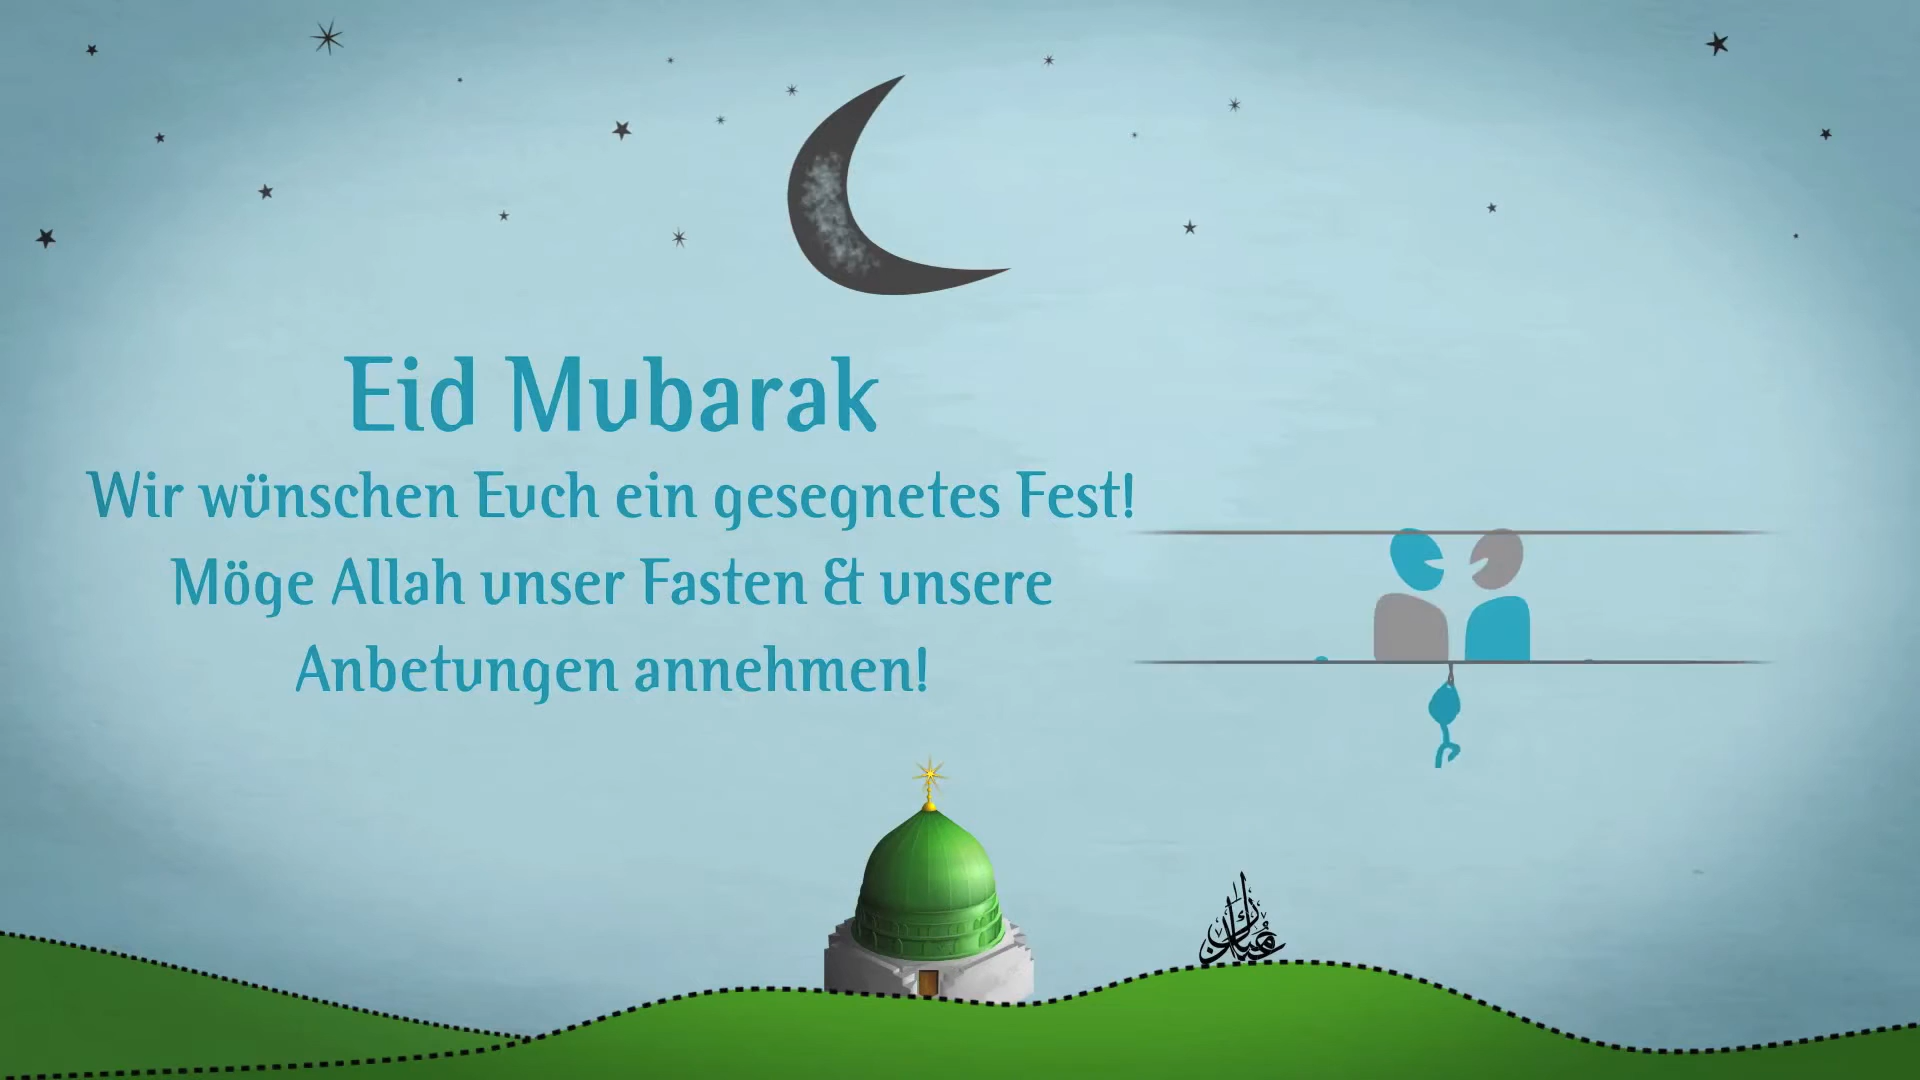 Eid Mubarak
Wir wünschen Euch ein gesegnetes Fest!
Möge Allah unser Fasten & unsere
Anbetungen annehmen!